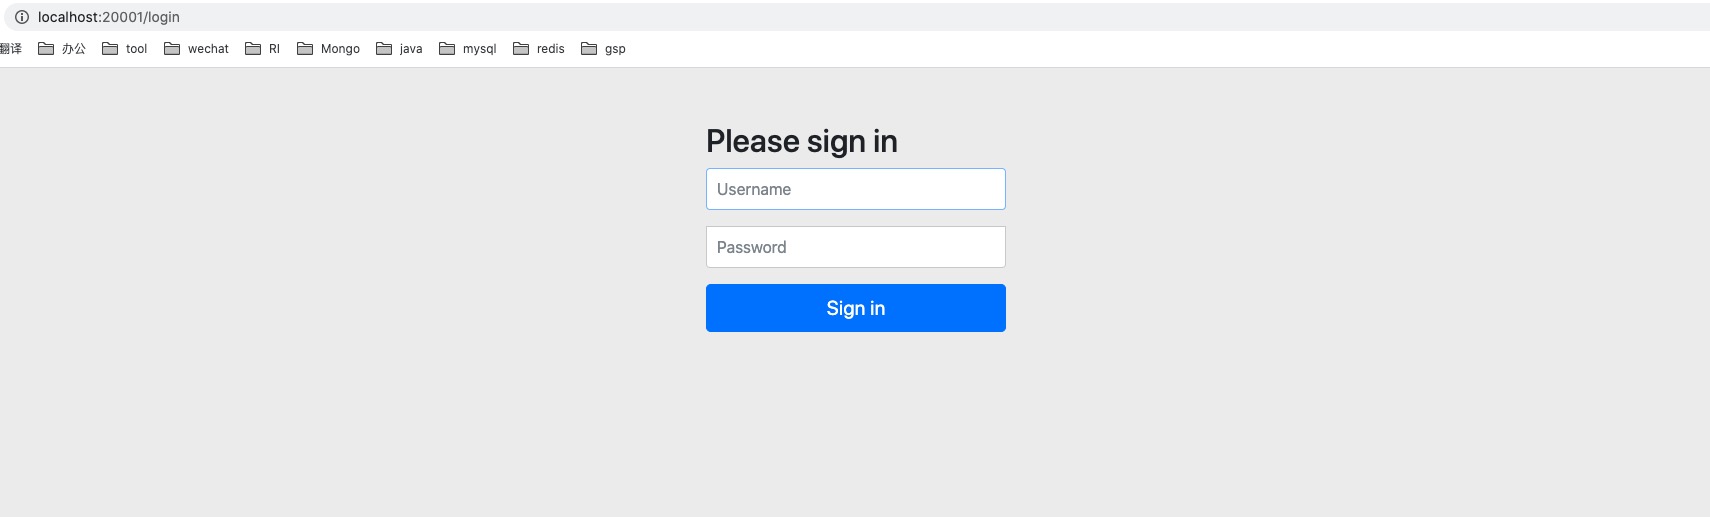 localhost:20001/login
翻译 办公 tool wechat RI Mongo java mysql redis gsp
Please sign in
Username
Password
Sign in